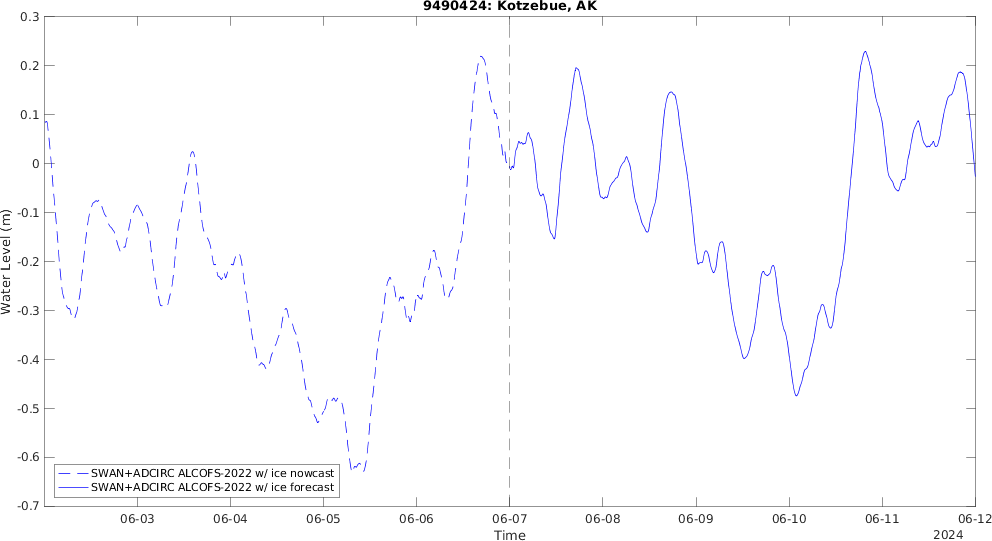 9490424: Kotzebue, AK
0.3
0.2
0.1
0
-0.1
-0.2
-0.3
-0.4
-0.5
-0.6
-0.7
Water Level (m)
SWAN+ADCIRC ALCOFS-2022 w/ ice nowcast
SWAN+ADCIRC ALCOFS-2022 w/ ice forecast
06-03 06-04 06-05 06-06 06-07 06-08 06-09 06-10 06-11 06-12
Time
2024